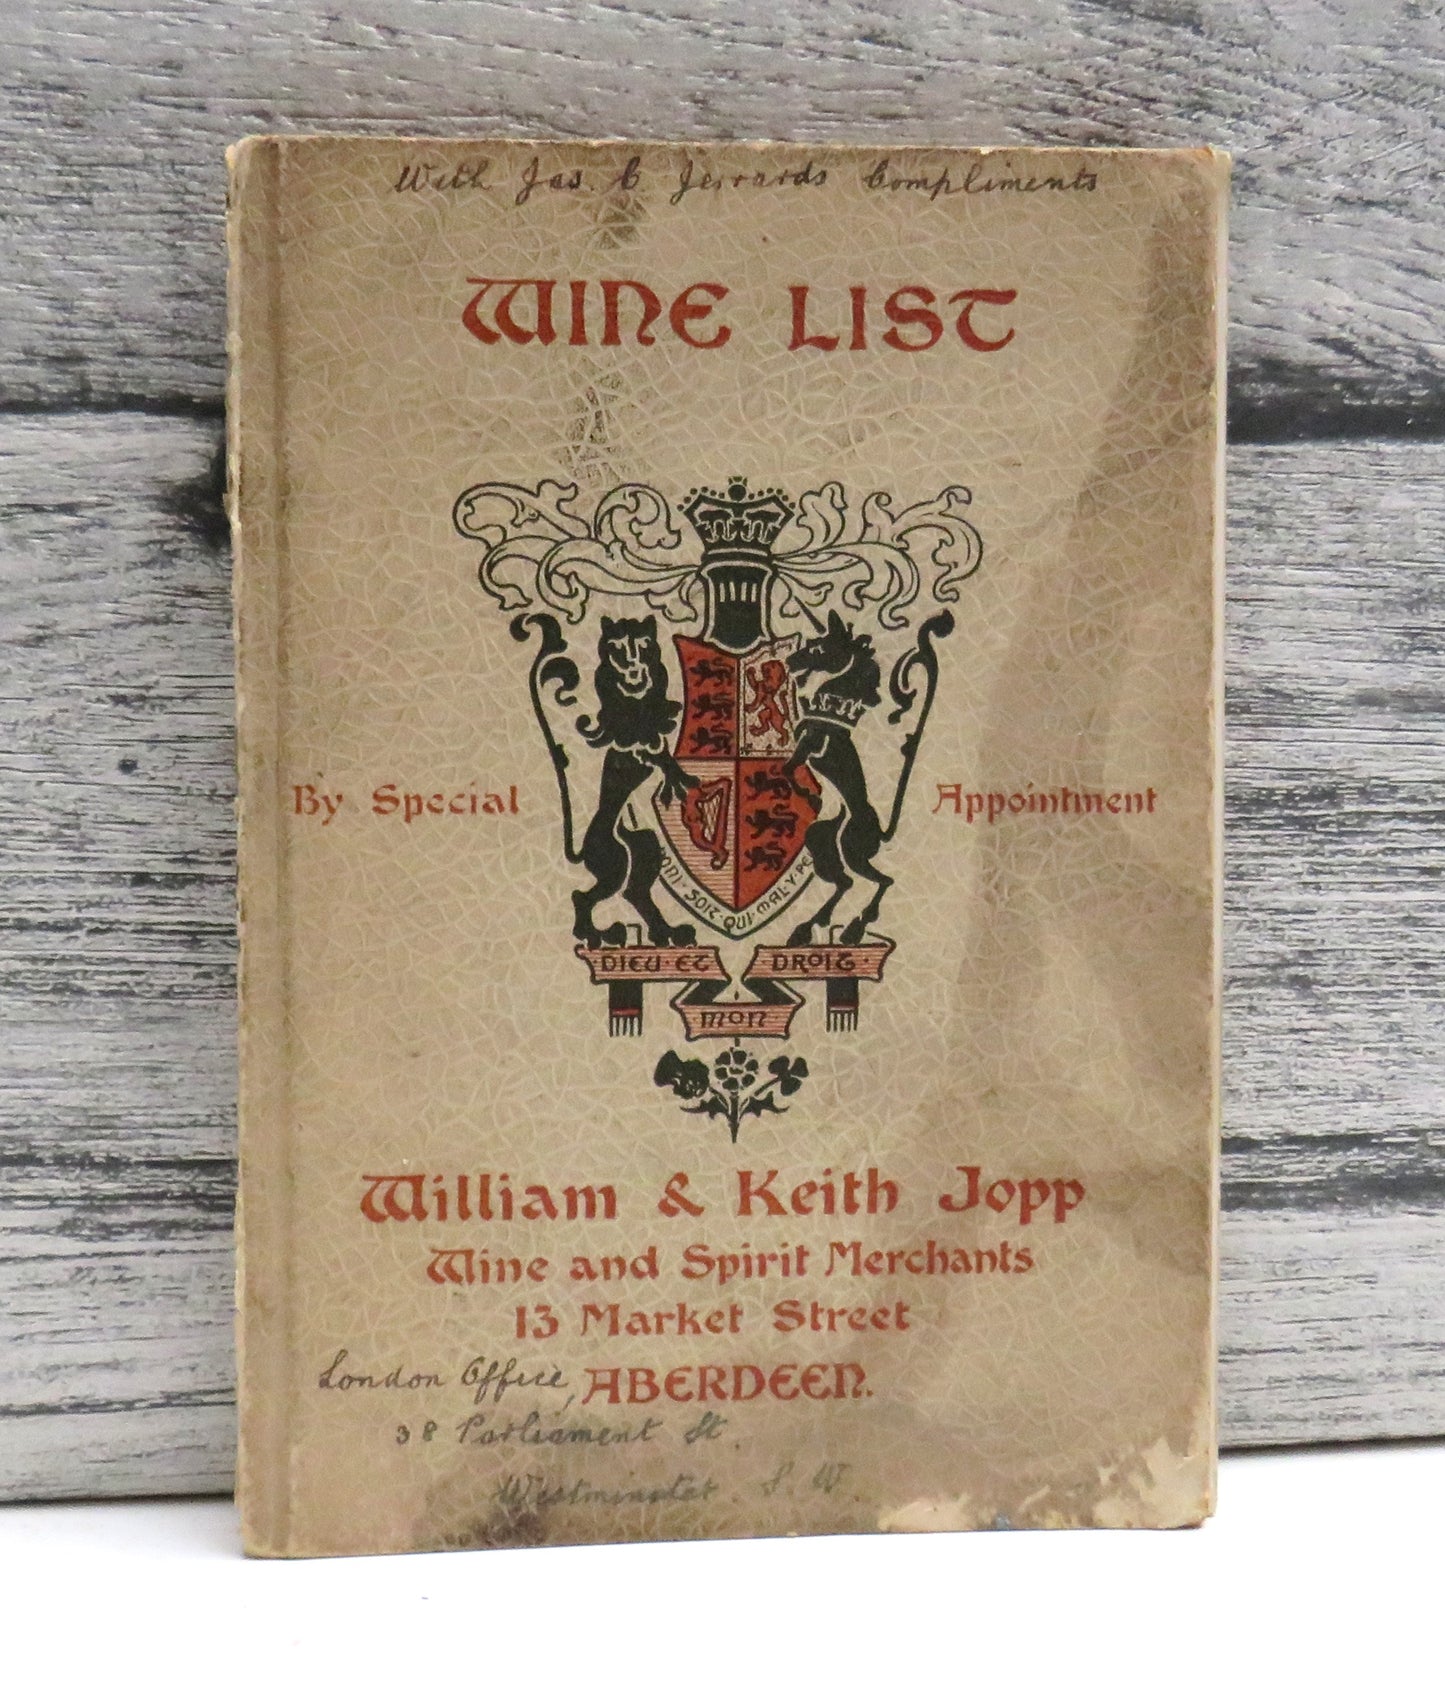 With Jas. C Jerrards Compliments
WINE LIST
By Special Appointment
HONI · SOIT · QUI · MAL · Y · PE
· DIEU · ET DROIT ·
· MON
William & Keith Jopp
Wine and Spirit Merchants
13 Market Street
London Office, ABERDEEN.
38 Parliament St.
Westminster. S. W.